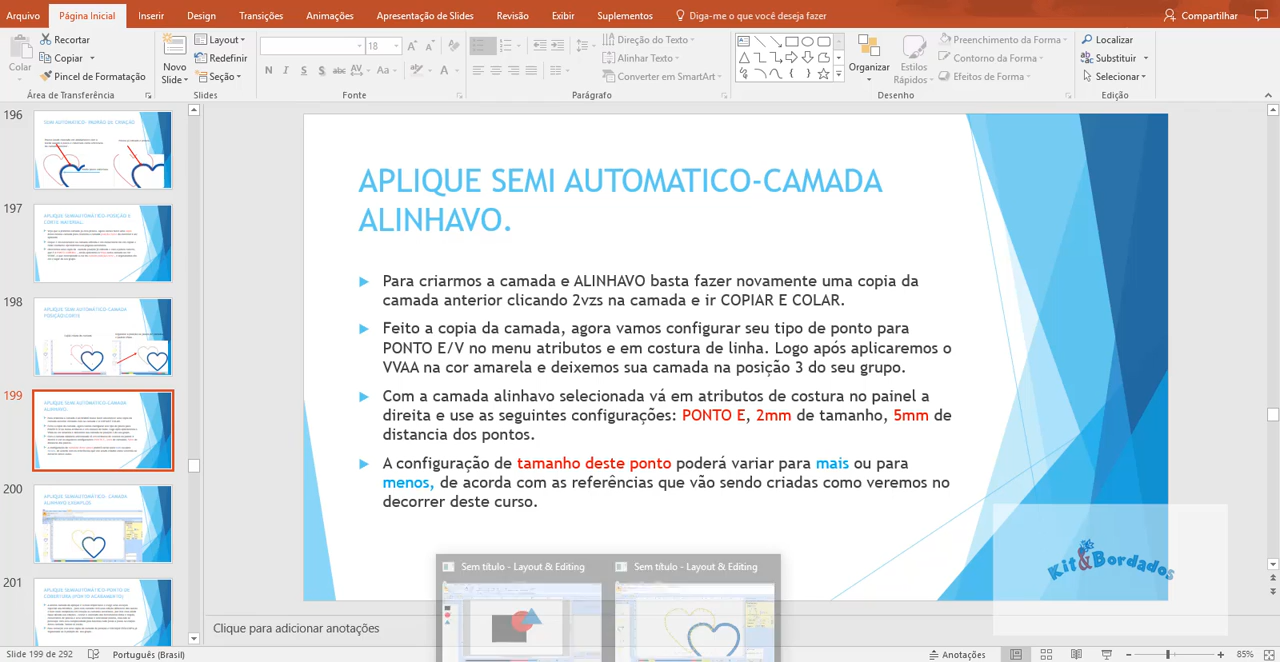 Arquivo Página Inicial Inserir Design Transições Animações Apresentação de Slides Revisão Exibir Suplementos Diga-me o que você deseja fazer Compartilhar
Colar
Recortar
Copiar
Pincel de Formatação
Área de Transferência
Novo
Slide
Layout
Redefinir
Seção
Slides
18
N I S S abc AV Aa A
Fonte
Direção do Texto
Alinhar Texto
Converter em SmartArt
Parágrafo
Organizar
Estilos
Rápidos
Preenchimento da Forma
Contorno da Forma
Efeitos de Forma
Desenho
Localizar
Substituir
Selecionar
Edição
196
197
198
199
200
201
APLIQUE SEMI AUTOMATICO-CAMADA
ALINHAVO.
Para criarmos a camada e ALINHAVO basta fazer novamente uma copia da
camada anterior clicando 2vzs na camada e ir COPIAR E COLAR.
Feito a copia da camada, agora vamos configurar seu tipo de ponto para
PONTO E/V no menu atributos e em costura de linha. Logo após aplicaremos o
VVAA na cor amarela e deixemos sua camada na posição 3 do seu grupo.
Com a camada alinhavo selecionada vá em atributos de costura no painel a
direita e use as seguintes configurações: PONTO E, 2mm de tamanho, 5mm de
distancia dos pontos.
A configuração de tamanho deste ponto poderá variar para mais ou para
menos, de acorda com as referências que vão sendo criadas como veremos no
decorrer deste curso.
Kit&Bordados
Sem título - Layout & Editing
Sem título - Layout & Editing
Clique para adicionar anotações
Slide 199 de 292 Português (Brasil) Anotações 85%